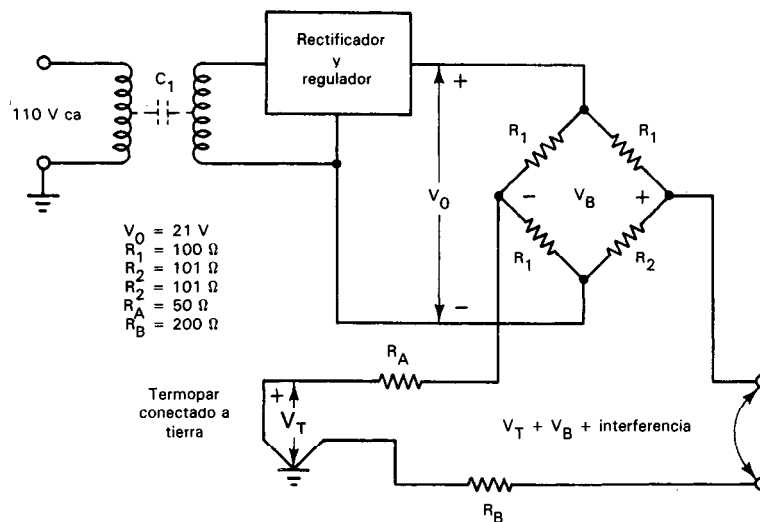 Rectificador
y
regulador
C1
110 V ca
+
R1
R1
V0
−
VB
+
R1
R2
V0 = 21 V
R1 = 100 Ω
R2 = 101 Ω
R2 = 101 Ω
RA = 50 Ω
RB = 200 Ω
−
RA
Termopar
conectado a
tierra
+
VT
VT + VB + interferencia
RB